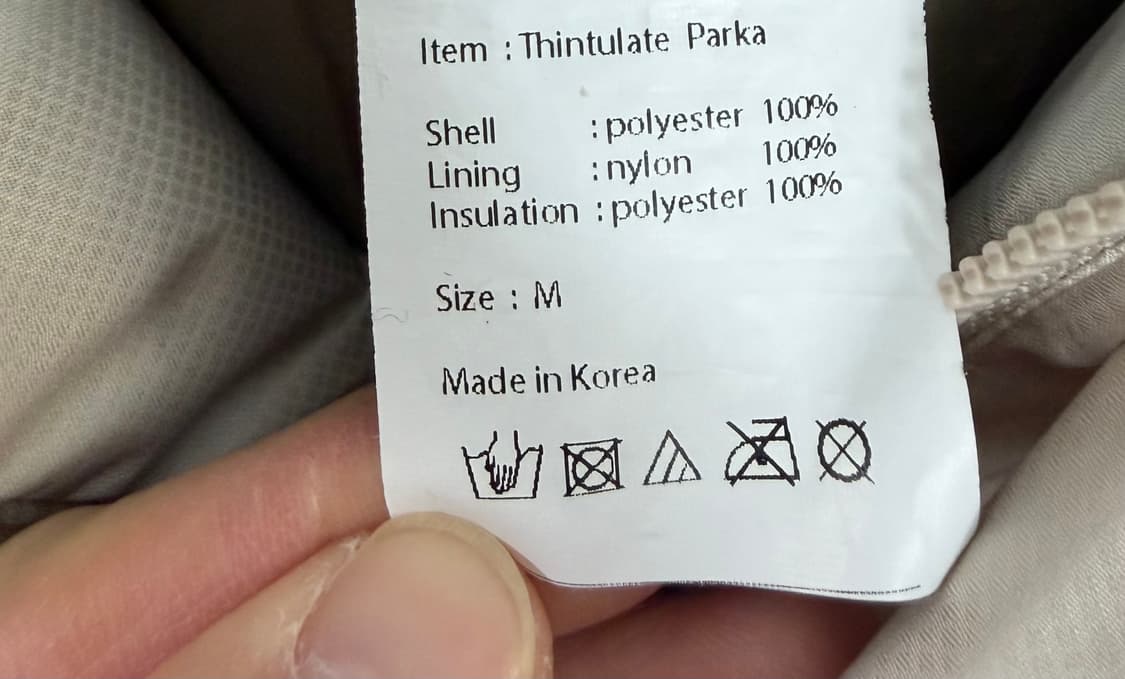 Item : Thintulate Parka
Shell : polyester 100%
Lining : nylon 100%
Insulation : polyester 100%
Size : M
Made in Korea